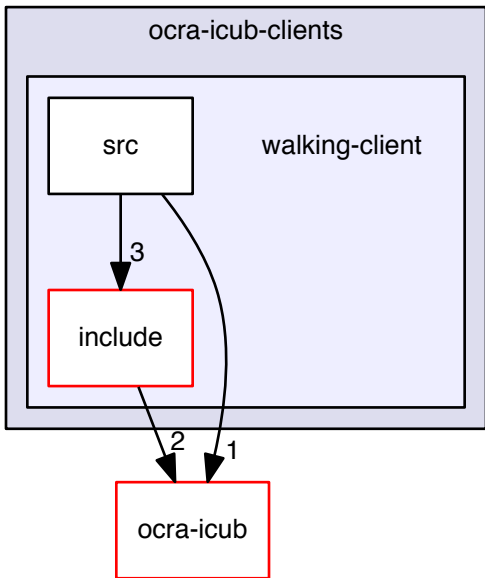 ocra-icub-clients
src
walking-client
3
include
2
1
ocra-icub